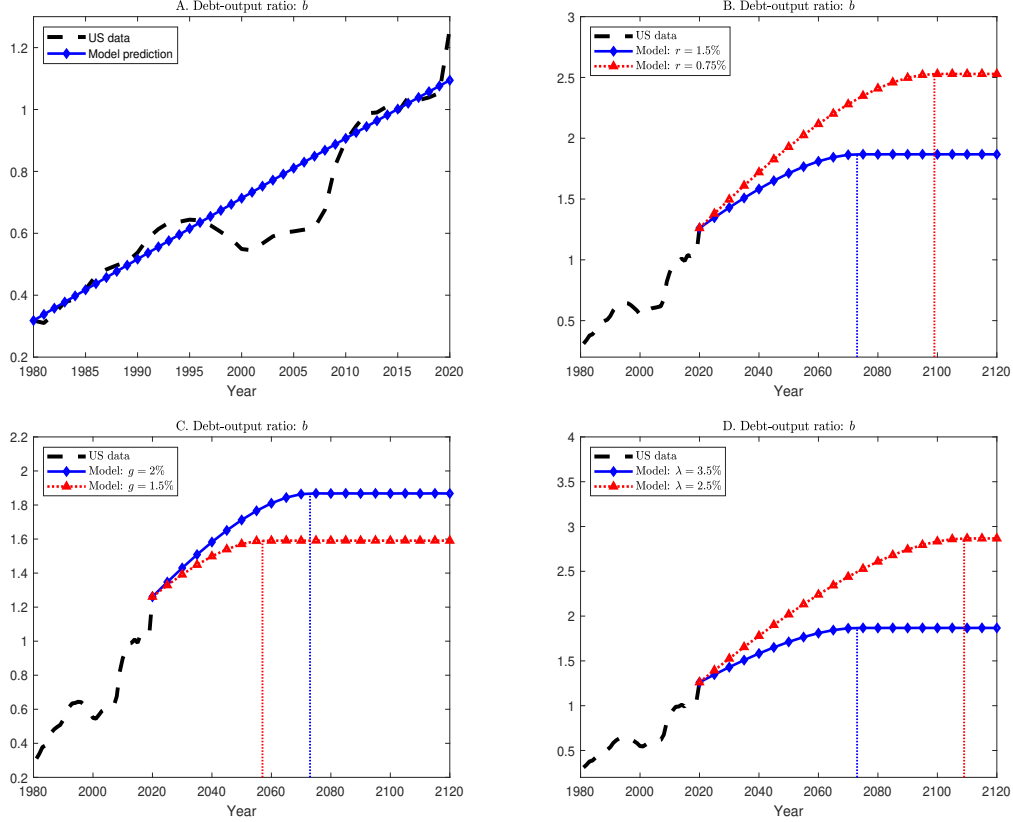 A. Debt-output ratio: b
US data
Model prediction
1.2
1
0.8
0.6
0.4
0.2
1980 1985 1990 1995 2000 2005 2010 2015 2020
Year
B. Debt-output ratio: b
US data
Model: r = 1.5%
Model: r = 0.75%
3
2.5
2
1.5
1
0.5
1980 2000 2020 2040 2060 2080 2100 2120
Year
C. Debt-output ratio: b
US data
Model: g = 2%
Model: g = 1.5%
2.2
2
1.8
1.6
1.4
1.2
1
0.8
0.6
0.4
0.2
1980 2000 2020 2040 2060 2080 2100 2120
Year
D. Debt-output ratio: b
US data
Model: λ = 3.5%
Model: λ = 2.5%
4
3.5
3
2.5
2
1.5
1
0.5
1980 2000 2020 2040 2060 2080 2100 2120
Year